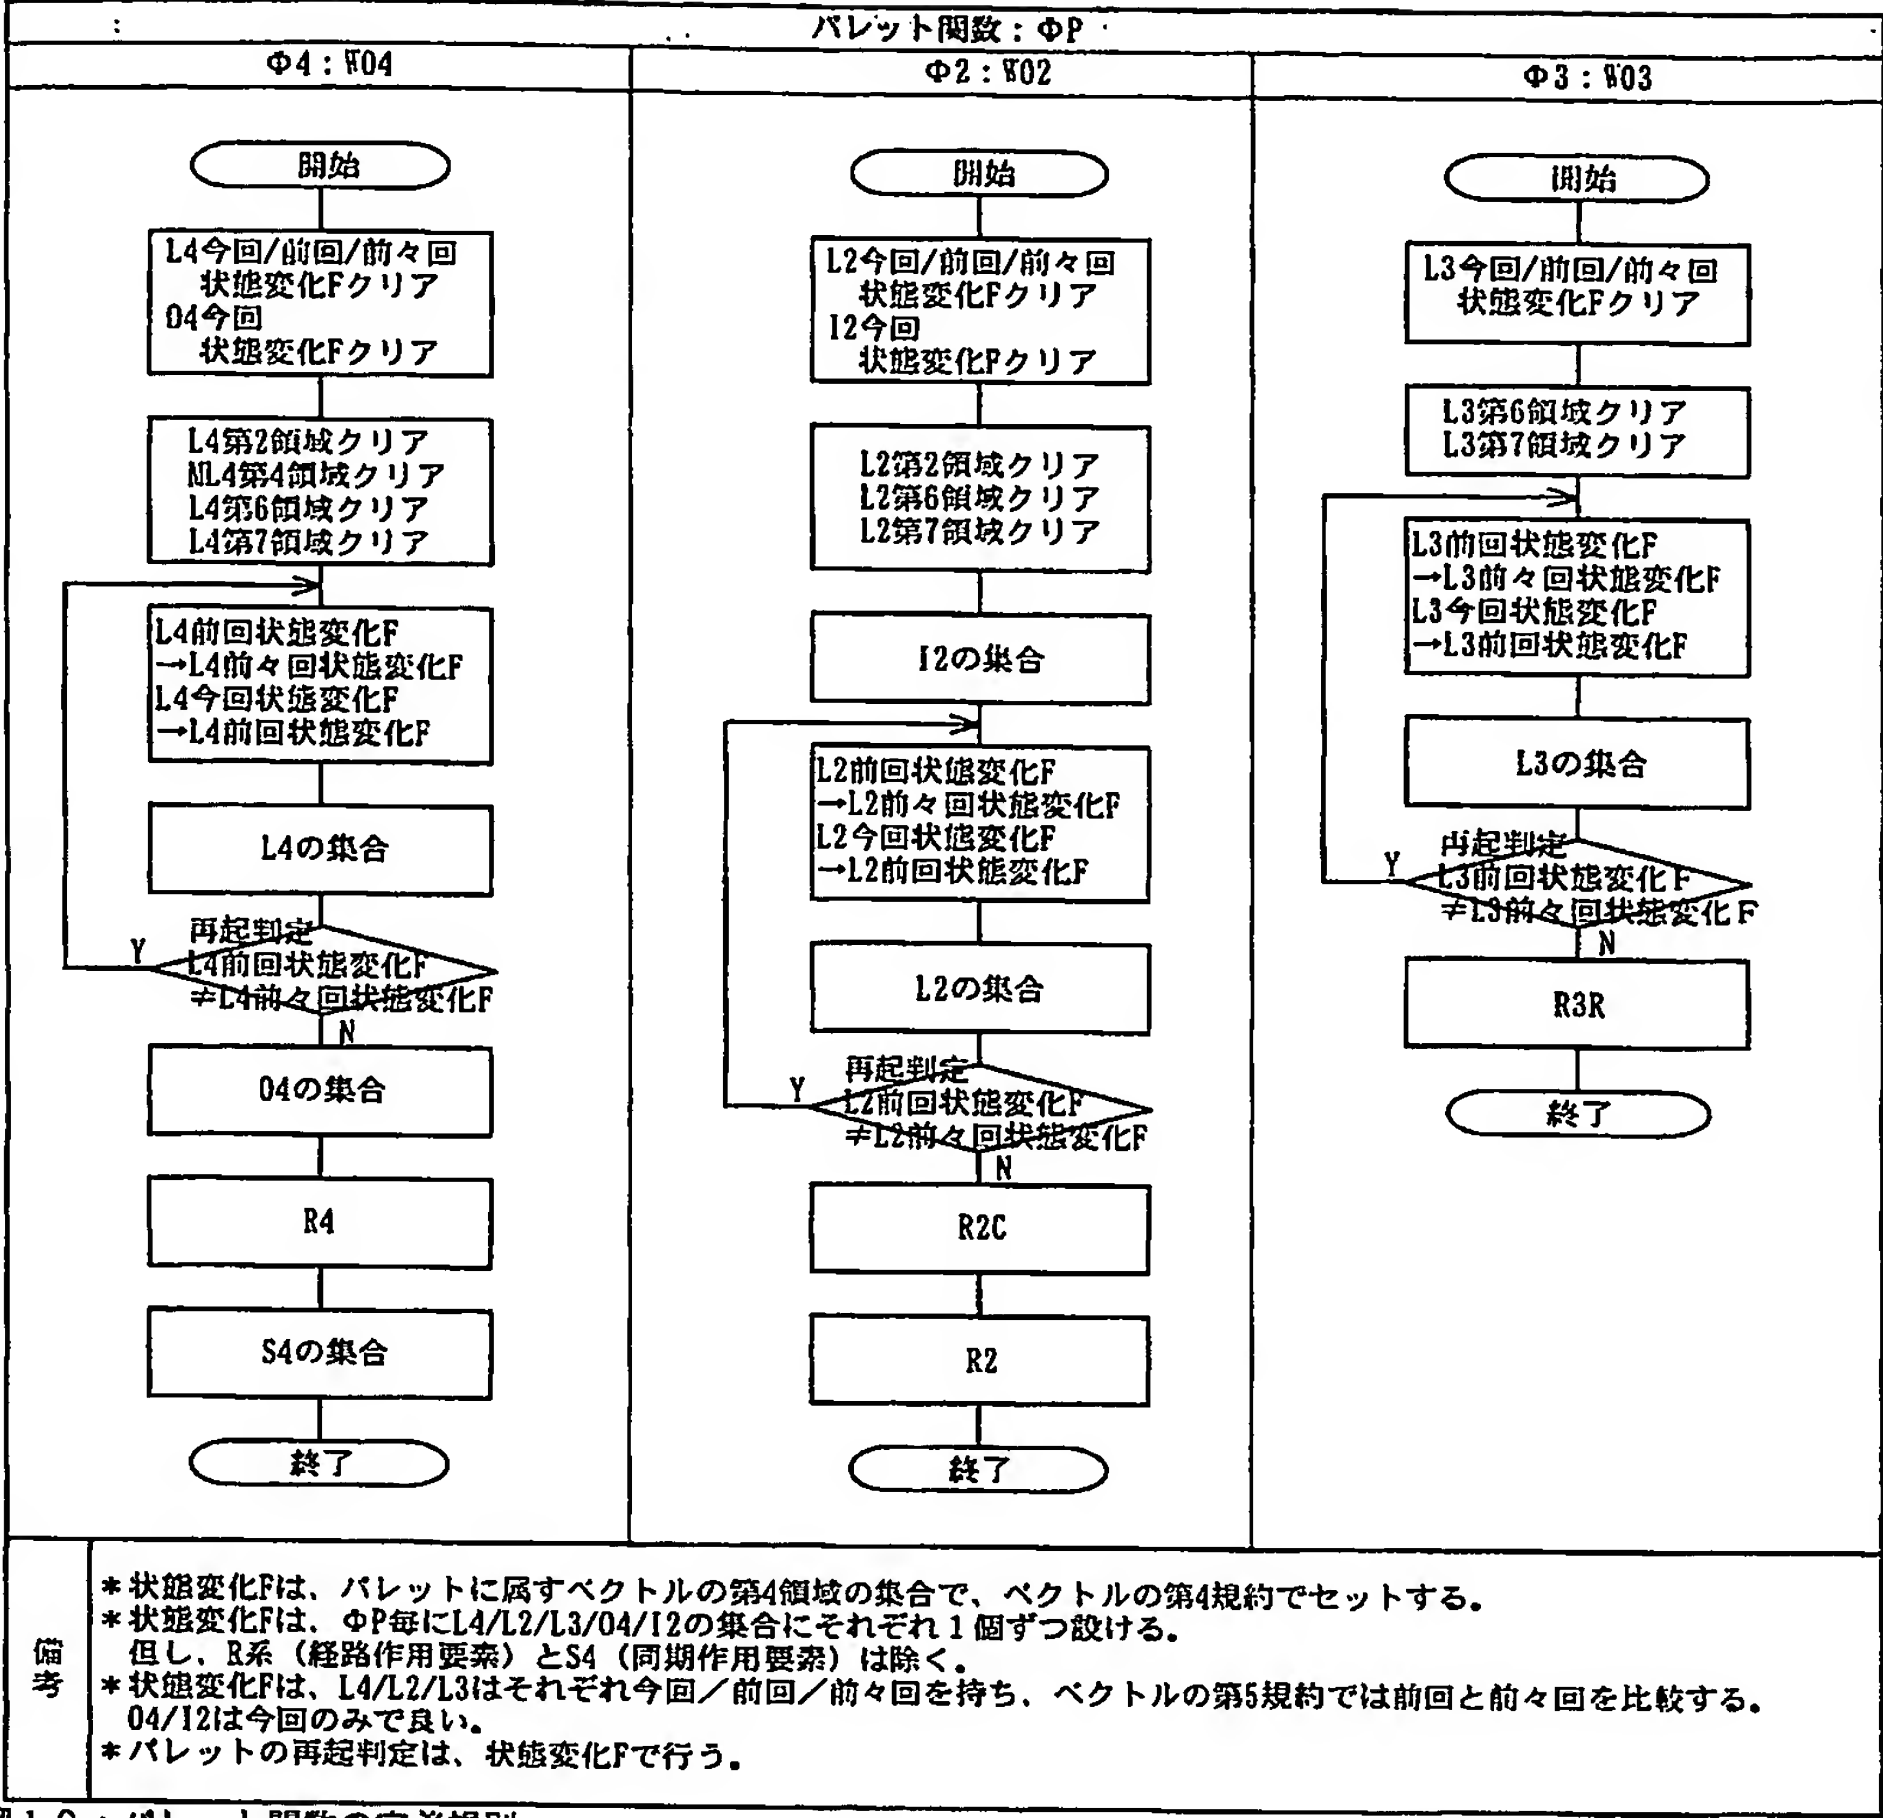 パレット関数：ΦP
Φ4：W04
開始
L4今回/前回/前々回
状態変化Fクリア
O4今回
状態変化Fクリア
L4第2領域クリア
NL4第4領域クリア
L4第6領域クリア
L4第7領域クリア
L4前回状態変化F
→L4前々回状態変化F
L4今回状態変化F
→L4前回状態変化F
L4の集合
再起判定
L4前回状態変化F
≠L4前々回状態変化F
Y
N
O4の集合
R4
S4の集合
終了
Φ2：W02
開始
L2今回/前回/前々回
状態変化Fクリア
I2今回
状態変化Fクリア
L2第2領域クリア
L2第6領域クリア
L2第7領域クリア
I2の集合
L2前回状態変化F
→L2前々回状態変化F
L2今回状態変化F
→L2前回状態変化F
L2の集合
再起判定
L2前回状態変化F
≠L2前々回状態変化F
Y
N
R2C
R2
終了
Φ3：W03
開始
L3今回/前回/前々回
状態変化Fクリア
L3第6領域クリア
L3第7領域クリア
L3前回状態変化F
→L3前々回状態変化F
L3今回状態変化F
→L3前回状態変化F
L3の集合
再起判定
L3前回状態変化F
≠L3前々回状態変化F
Y
N
R3R
終了
備考
*状態変化Fは、パレットに属すベクトルの第4領域の集合で、ベクトルの第4規約でセットする。
*状態変化Fは、ΦP毎にL4/L2/L3/O4/I2の集合にそれぞれ１個ずつ設ける。
但し、R系（経路作用要素）とS4（同期作用要素）は除く。
*状態変化Fは、L4/L2/L3はそれぞれ今回／前回／前々回を持ち、ベクトルの第5規約では前回と前々回を比較する。
O4/I2は今回のみで良い。
*パレットの再起判定は、状態変化Fで行う。